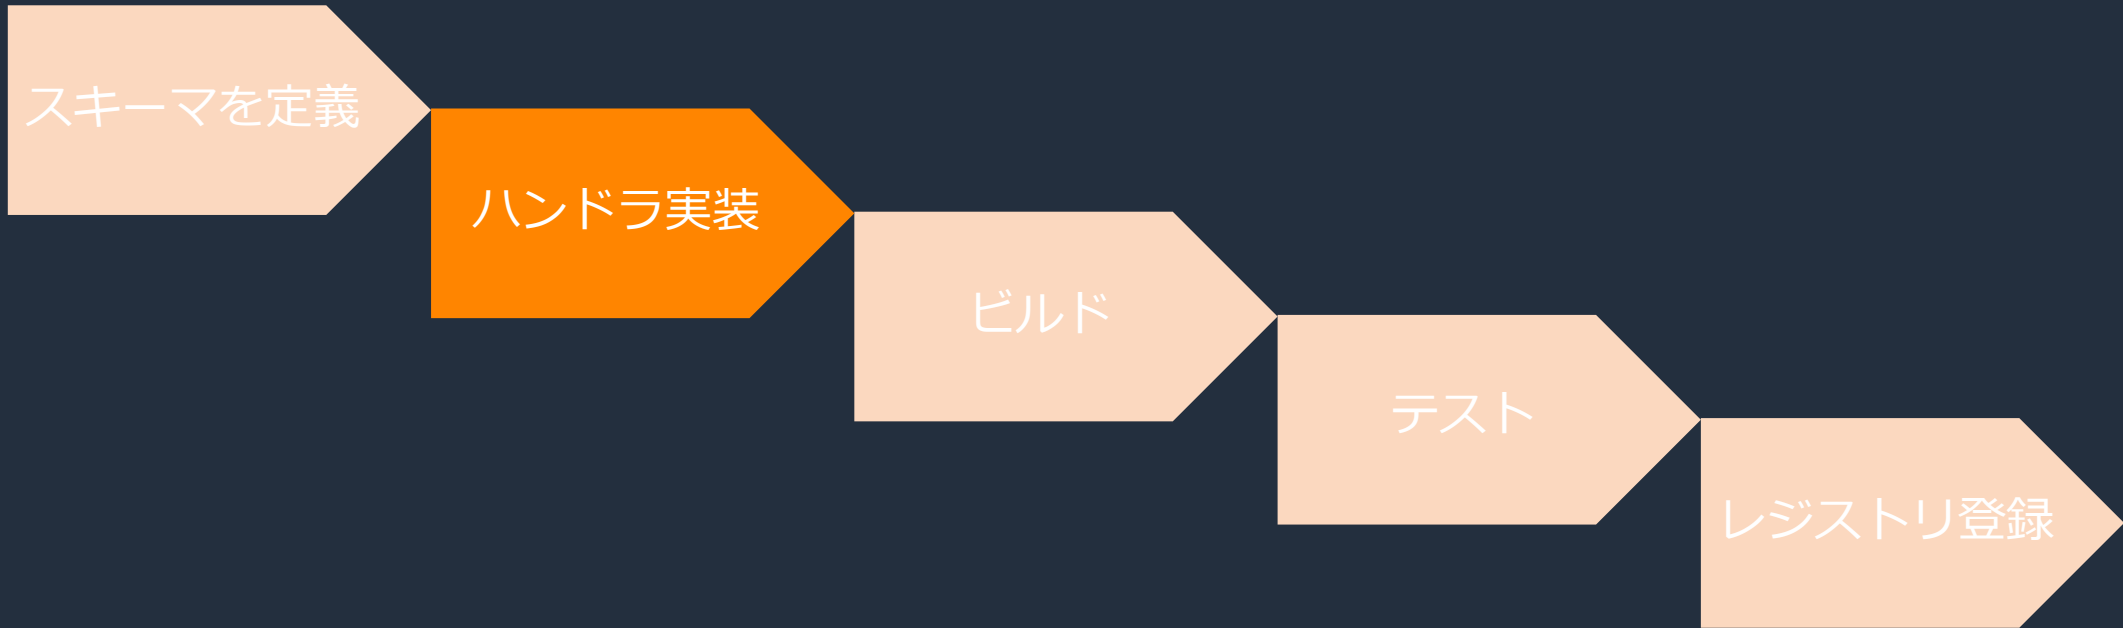 スキーマを定義
ハンドラ実装
ビルド
テスト
レジストリ登録